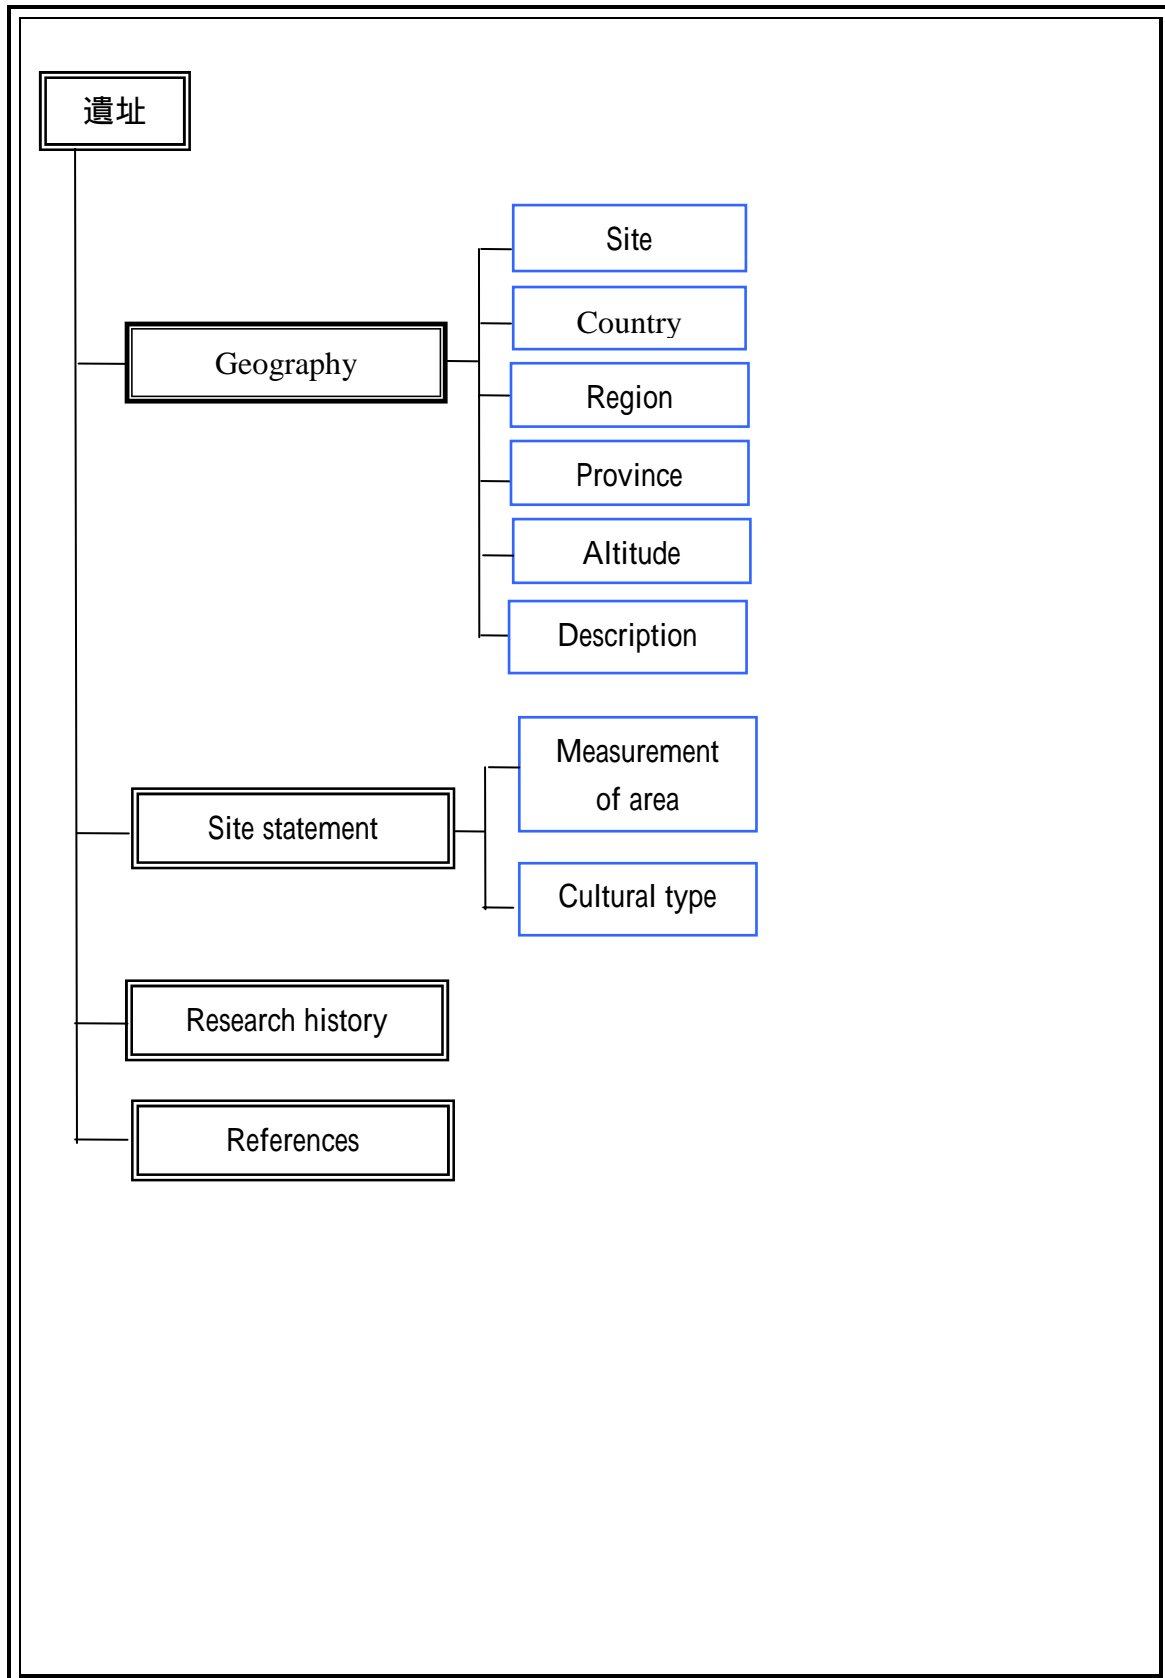 遺址
Geography
Site
Country
Region
Province
Altitude
Description
Site statement
Measurement
of area
Cultural type
Research history
References